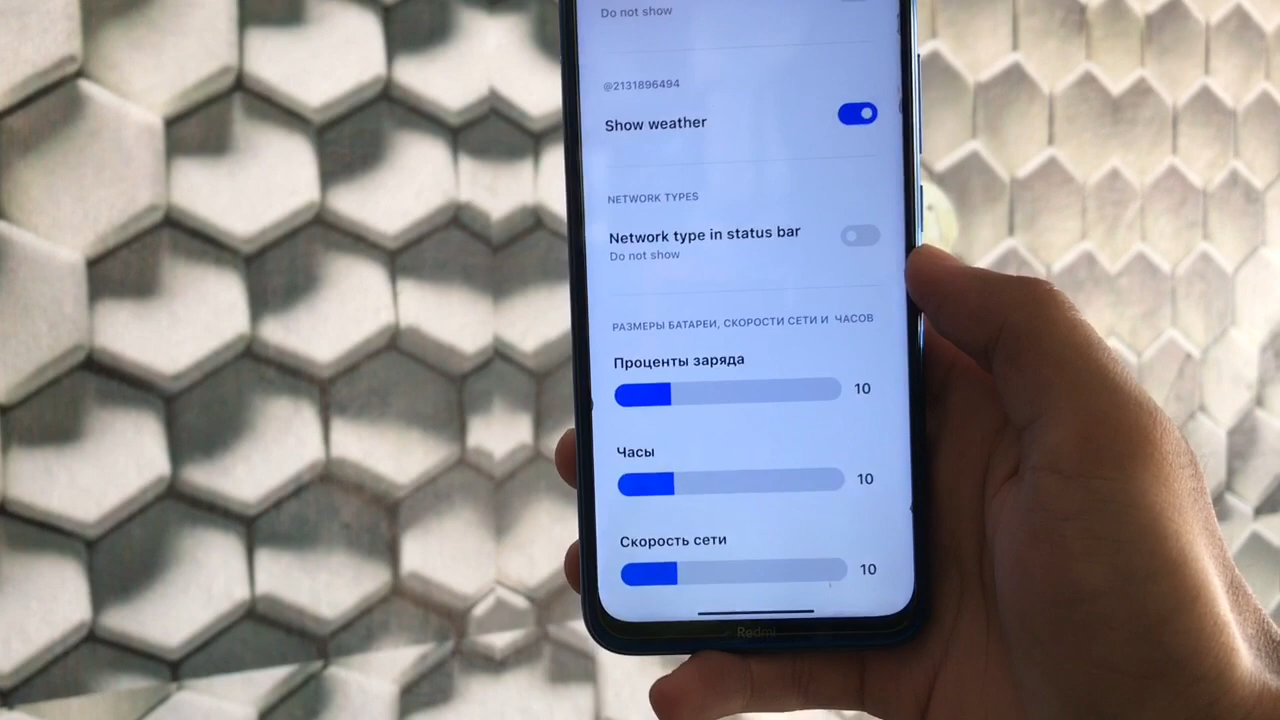 Do not show
@2131896494
Show weather
NETWORK TYPES
Network type in status bar
Do not show
РАЗМЕРЫ БАТАРЕИ, СКОРОСТИ СЕТИ И ЧАСОВ
Проценты заряда
10
Часы
10
Скорость сети
10
Redmi